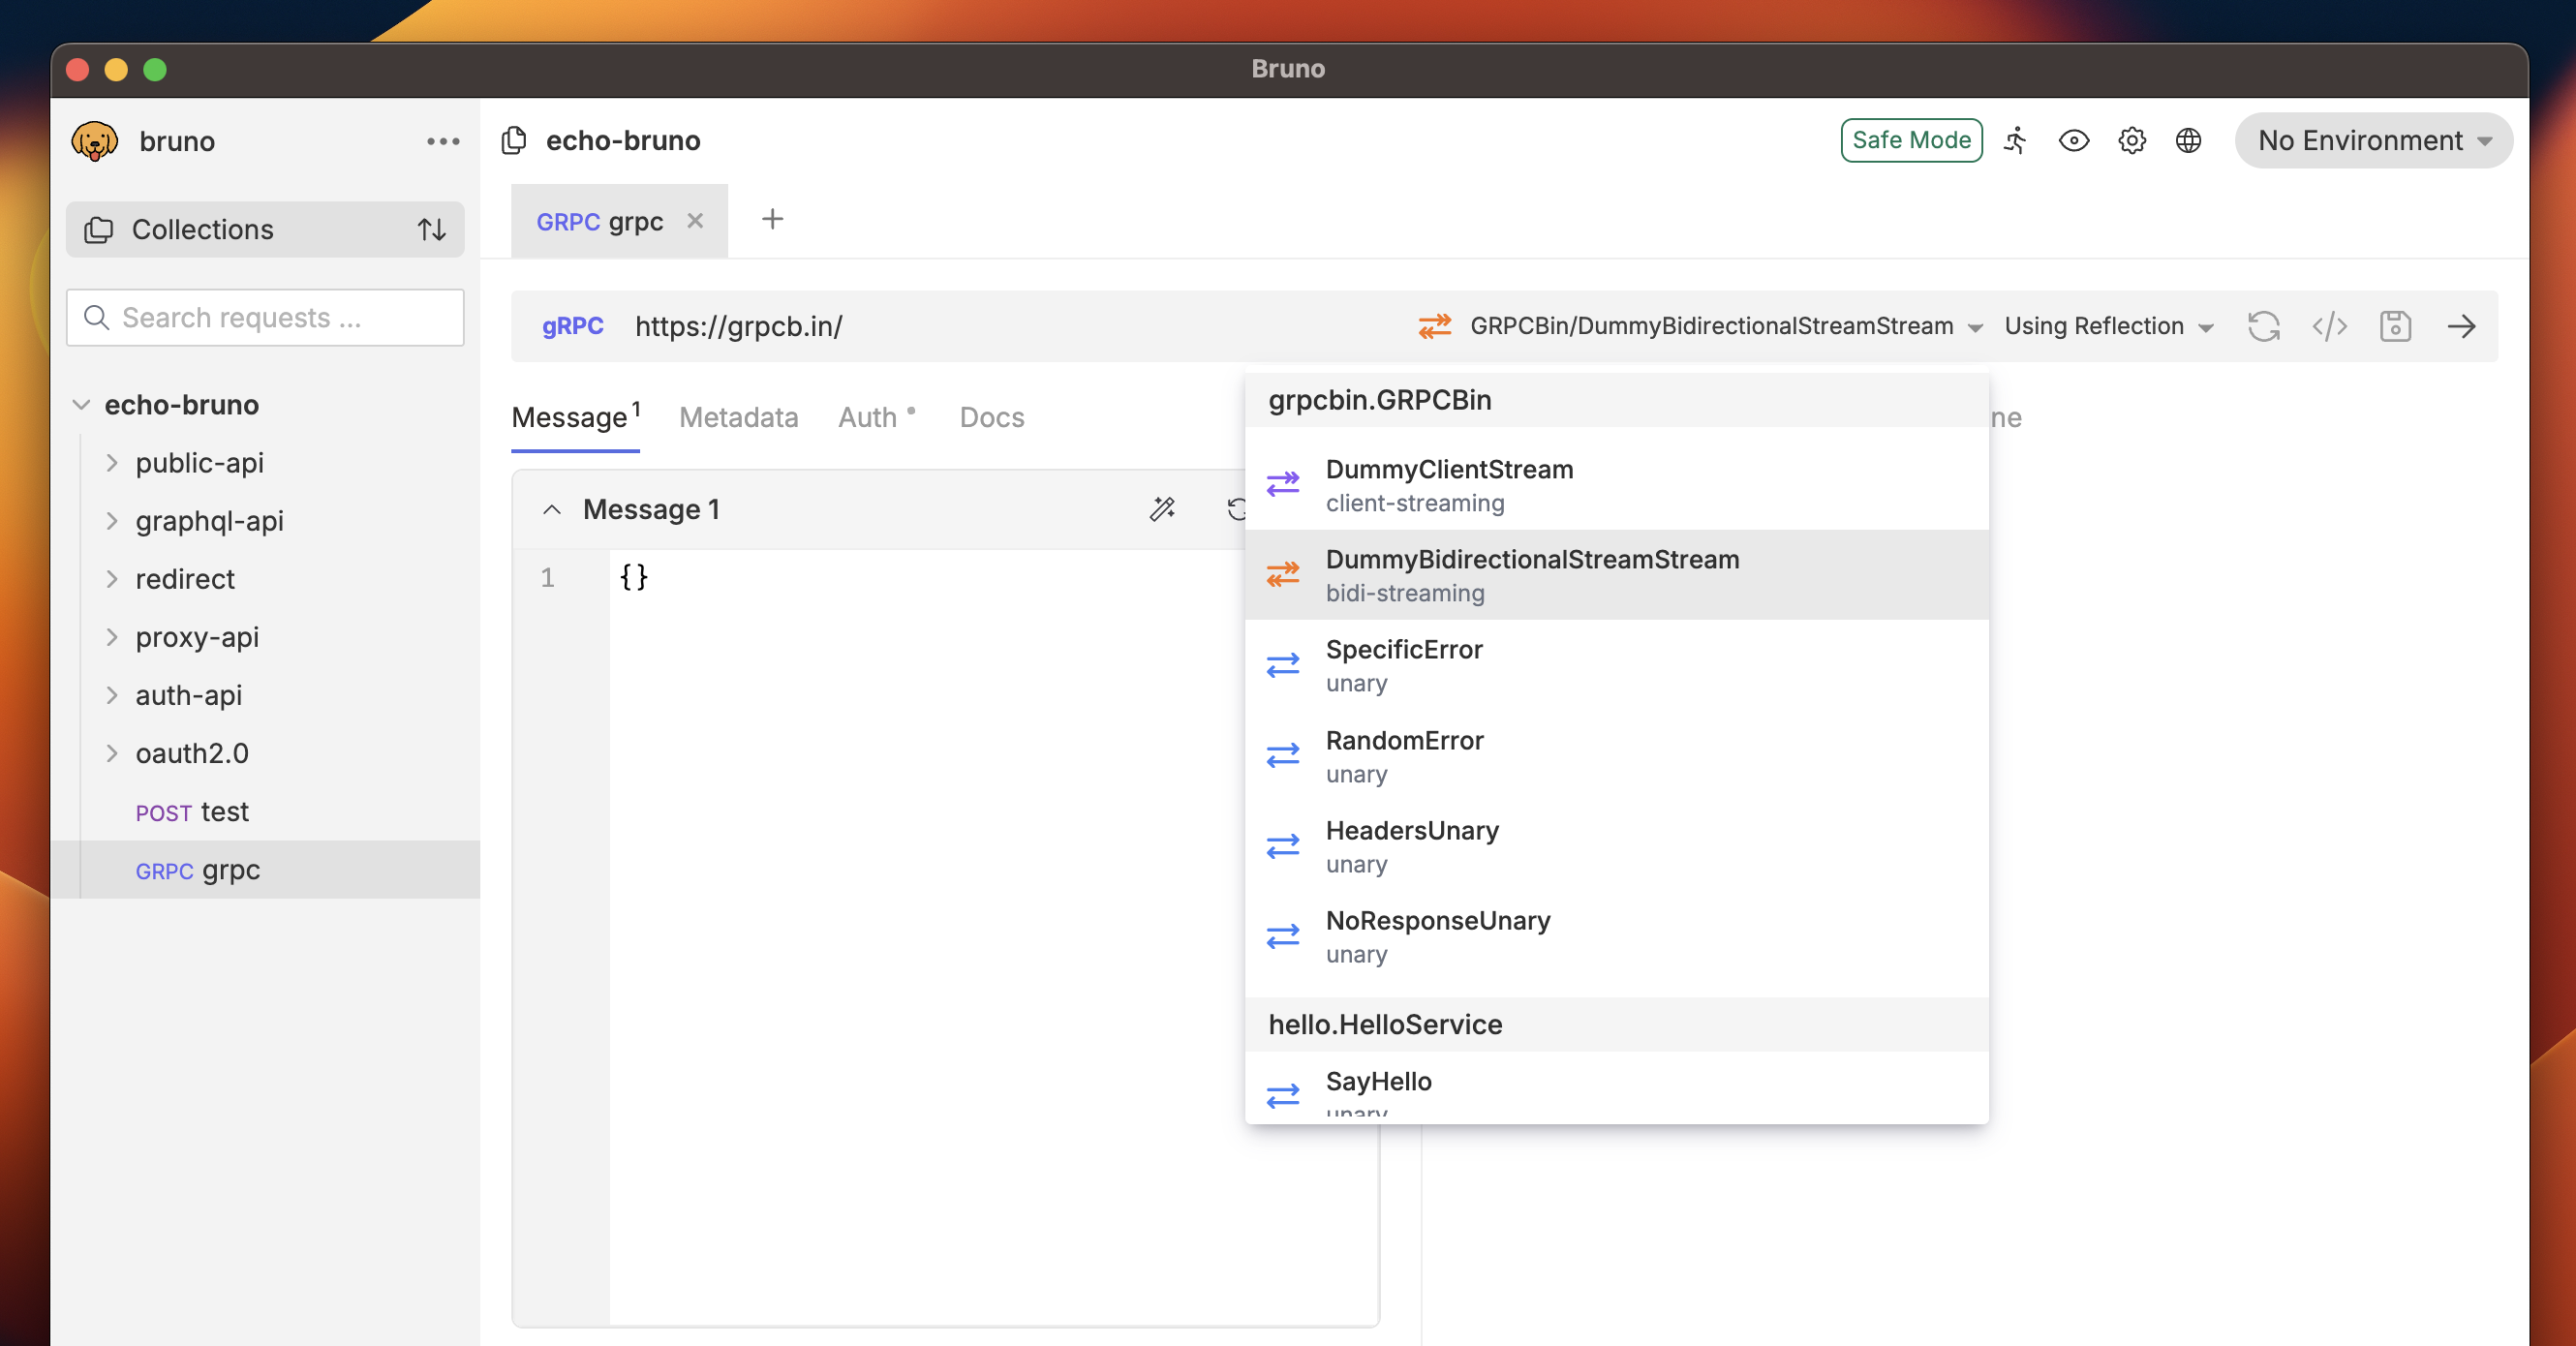 Bruno
bruno
echo-bruno
Safe Mode
No Environment
Collections
GRPC grpc
Search requests ...
gRPC https://grpcb.in/
GRPCBin/DummyBidirectionalStreamStream
Using Reflection
echo-bruno
public-api
graphql-api
redirect
proxy-api
auth-api
oauth2.0
POST test
GRPC grpc
Message 1
Metadata
Auth
Docs
Message 1
1
{}
grpcbin.GRPCBin
DummyClientStream
client-streaming
DummyBidirectionalStreamStream
bidi-streaming
SpecificError
unary
RandomError
unary
HeadersUnary
unary
NoResponseUnary
unary
hello.HelloService
SayHello
unary